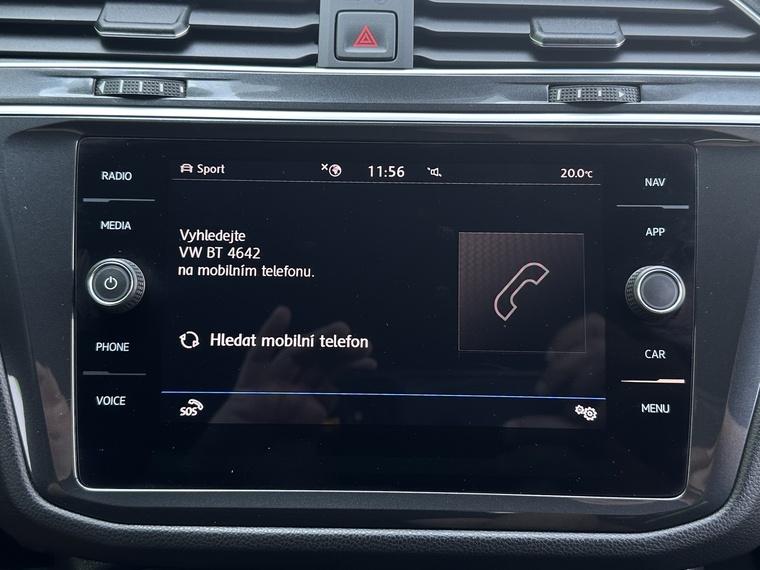 Sport 11:56 20.0°C
RADIO
MEDIA
PHONE
VOICE
Vyhledejte
VW BT 4642
na mobilním telefonu.
Hledat mobilní telefon
SOS
NAV
APP
CAR
MENU